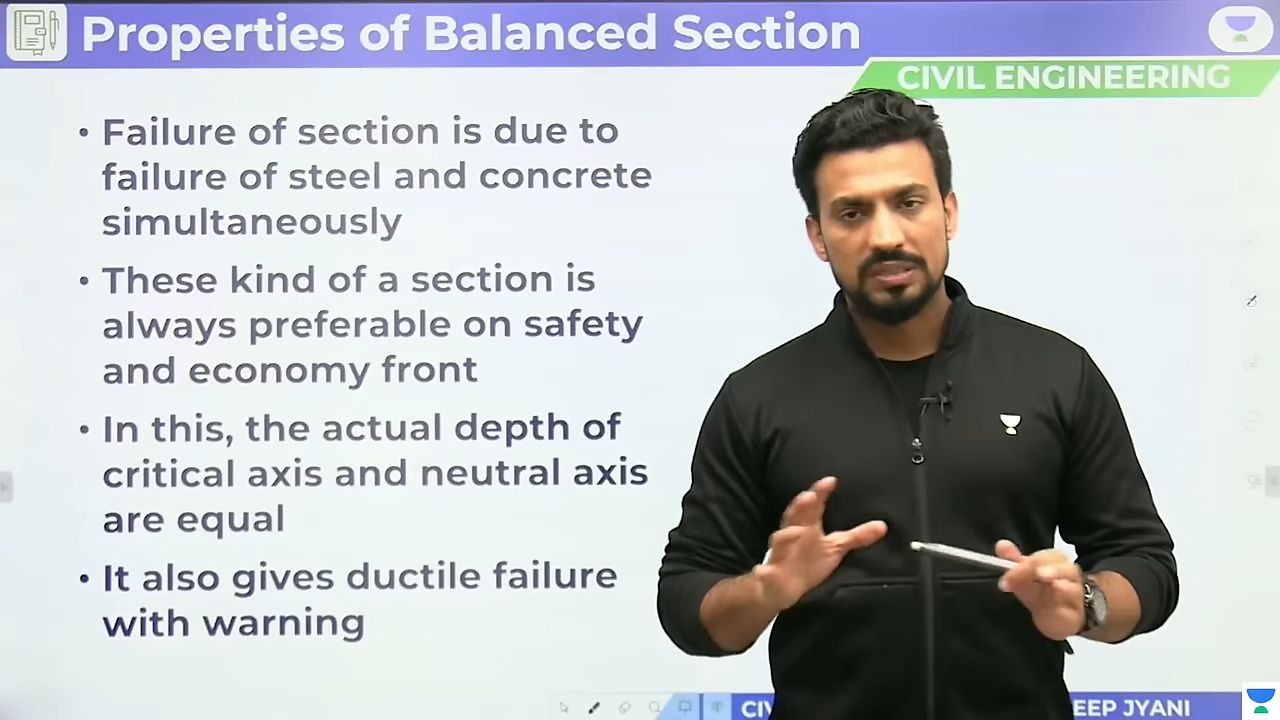 Properties of Balanced Section
CIVIL ENGINEERING
• Failure of section is due to
failure of steel and concrete
simultaneously
• These kind of a section is
always preferable on safety
and economy front
• In this, the actual depth of
critical axis and neutral axis
are equal
• It also gives ductile failure
with warning
EEP JYANI